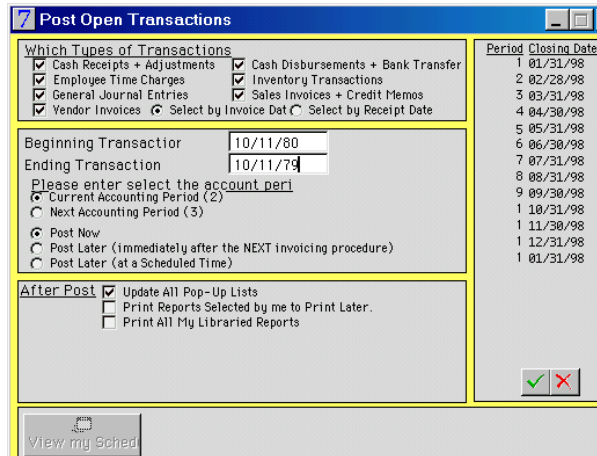 7 Post Open Transactions
Which Types of Transactions
Cash Receipts + Adjustments Cash Disbursements + Bank Transfer
Employee Time Charges Inventory Transactions
General Journal Entries Sales Invoices + Credit Memos
Vendor Invoices Select by Invoice Dat Select by Receipt Date
Beginning Transactior 10/11/80
Ending Transaction 10/11/79
Please enter select the account peri
Current Accounting Period (2)
Next Accounting Period (3)
Post Now
Post Later (immediately after the NEXT invoicing procedure)
Post Later (at a Scheduled Time)
After Post Update All Pop-Up Lists
Print Reports Selected by me to Print Later.
Print All My Libraried Reports
View my Sched
Period Closing Date
1 01/31/98
2 02/28/98
3 03/31/98
4 04/30/98
5 05/31/98
6 06/30/98
7 07/31/98
8 08/31/98
9 09/30/98
1 10/31/98
1 11/30/98
1 12/31/98
1 01/31/98